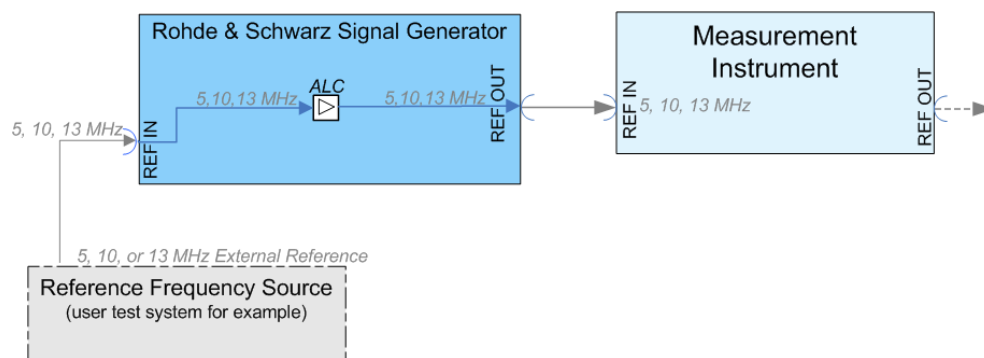 Rohde & Schwarz Signal Generator
ALC
5,10,13 MHz
5,10,13 MHz
REF IN
REF OUT
5, 10, 13 MHz
Measurement
Instrument
REF IN
5, 10, 13 MHz
REF OUT
5, 10, or 13 MHz External Reference
Reference Frequency Source
(user test system for example)